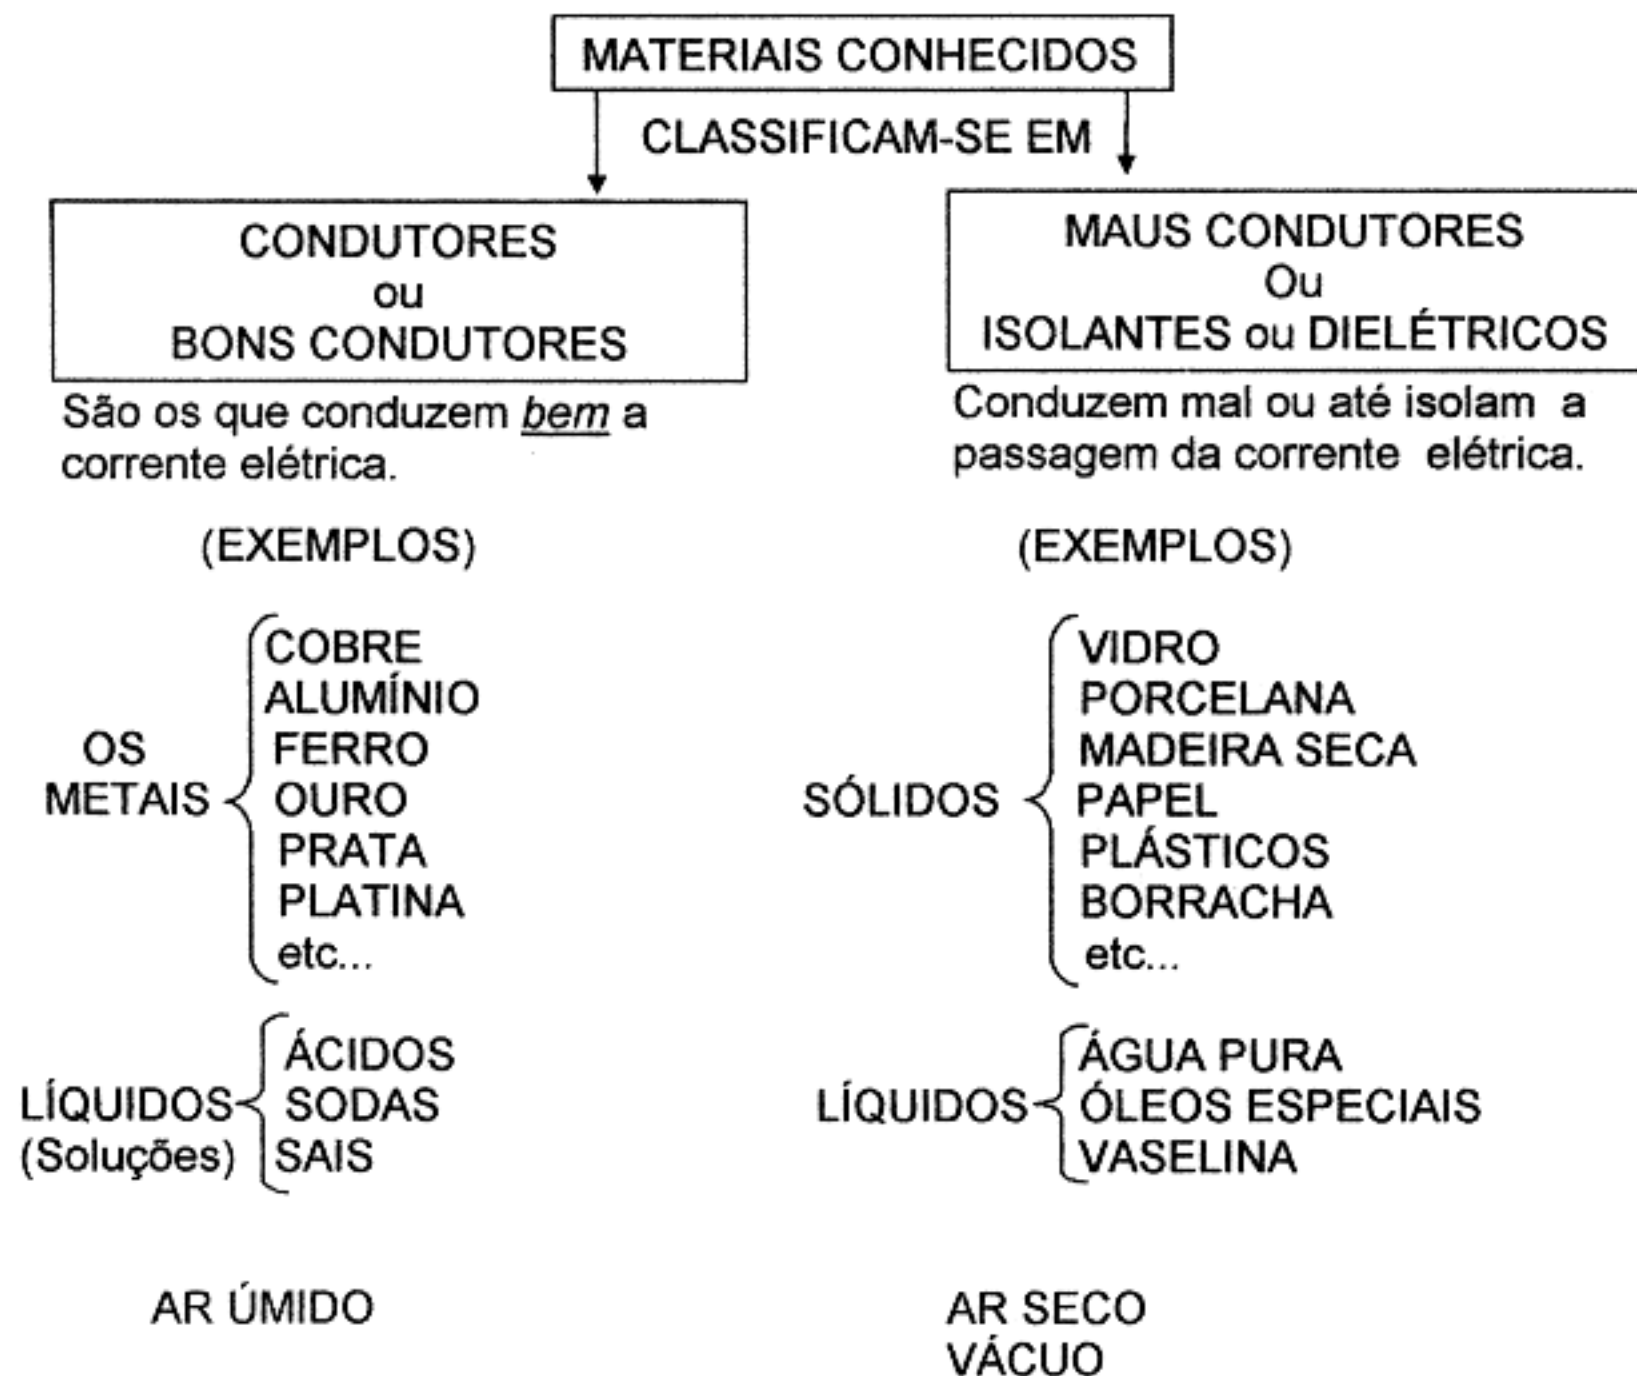 MATERIAIS CONHECIDOS
CLASSIFICAM-SE EM
CONDUTORES
ou
BONS CONDUTORES
São os que conduzem bem a
corrente elétrica.
(EXEMPLOS)
OS
METAIS
COBRE
ALUMÍNIO
FERRO
OURO
PRATA
PLATINA
etc...
LÍQUIDOS
(Soluções)
ÁCIDOS
SODAS
SAIS
AR ÚMIDO
MAUS CONDUTORES
Ou
ISOLANTES ou DIELÉTRICOS
Conduzem mal ou até isolam a
passagem da corrente elétrica.
(EXEMPLOS)
SÓLIDOS
VIDRO
PORCELANA
MADEIRA SECA
PAPEL
PLÁSTICOS
BORRACHA
etc...
LÍQUIDOS
ÁGUA PURA
ÓLEOS ESPECIAIS
VASELINA
AR SECO
VÁCUO